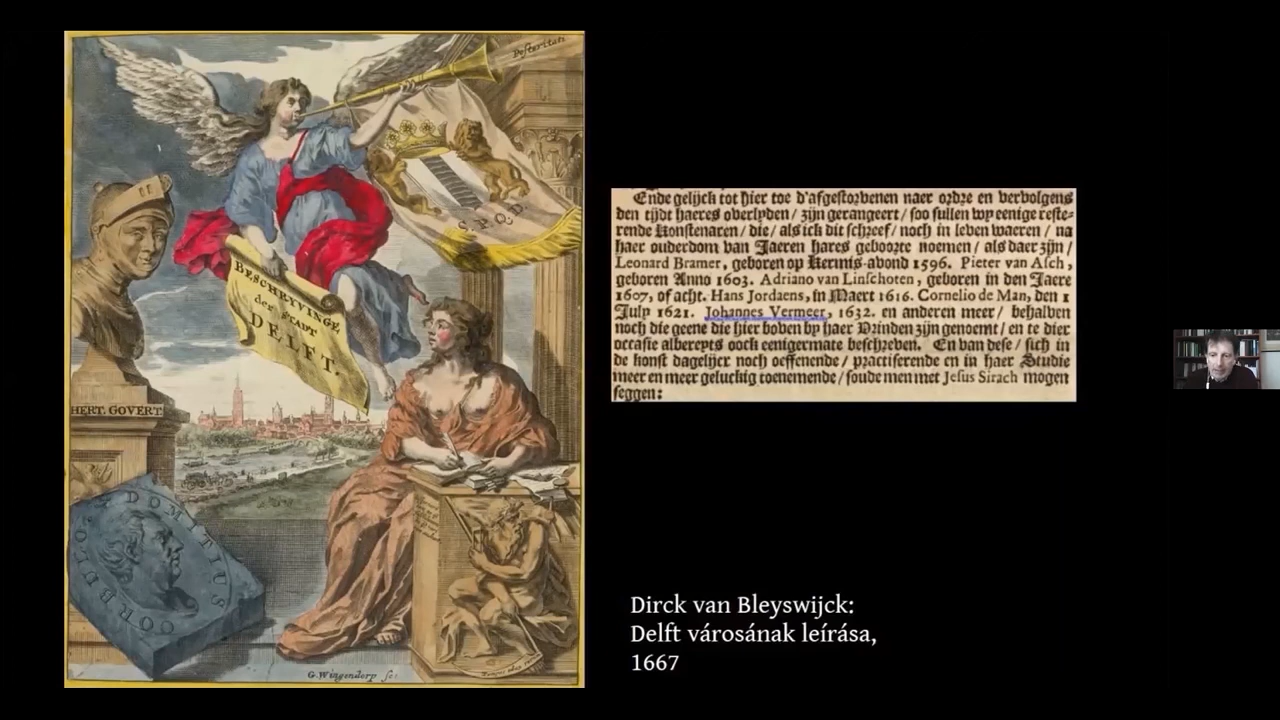 Desteritati
S.P.Q.D.
BESCHRYVINGE
der STADT
DELFT.
HERT. GOVERT.
CORBULO DOMITIUS
G. Wingendorp fe:
Ende gelijck tot hier toe d'afgestorvenen naer ordre en vervolgens
den tijdt haeres overlyden / zijn gerangeert / soo sullen wy eenige reste-
rende Konstenaren / die / als ick dit schreef / noch in leven waeren / na
haer ouderdom van Jaeren hares geboorte noemen / als daer zijn /
Leonard Bramer, geboren op Kermis-avond 1596. Pieter van Asch,
geboren Anno 1603. Adriano van Linschoten, geboren in den Jaere
1607, of acht. Hans Jordaens, in Maert 1616. Cornelio de Man, den 1
July 1621. Johannes Vermeer, 1632. en anderen meer / behalven
noch die geene die hier boven by haer Vrinden zijn genoemt / en te dier
occasie albereyts oock eenigermate beschreven. En van dese / sich in
de konst dagelijcx noch oeffenende / practiserende en in haer Studie
meer en meer geluckig toenemende / soude men met Jesus Sirach mogen
seggen:
Dirck van Bleyswijck:
Delft városának leírása,
1667